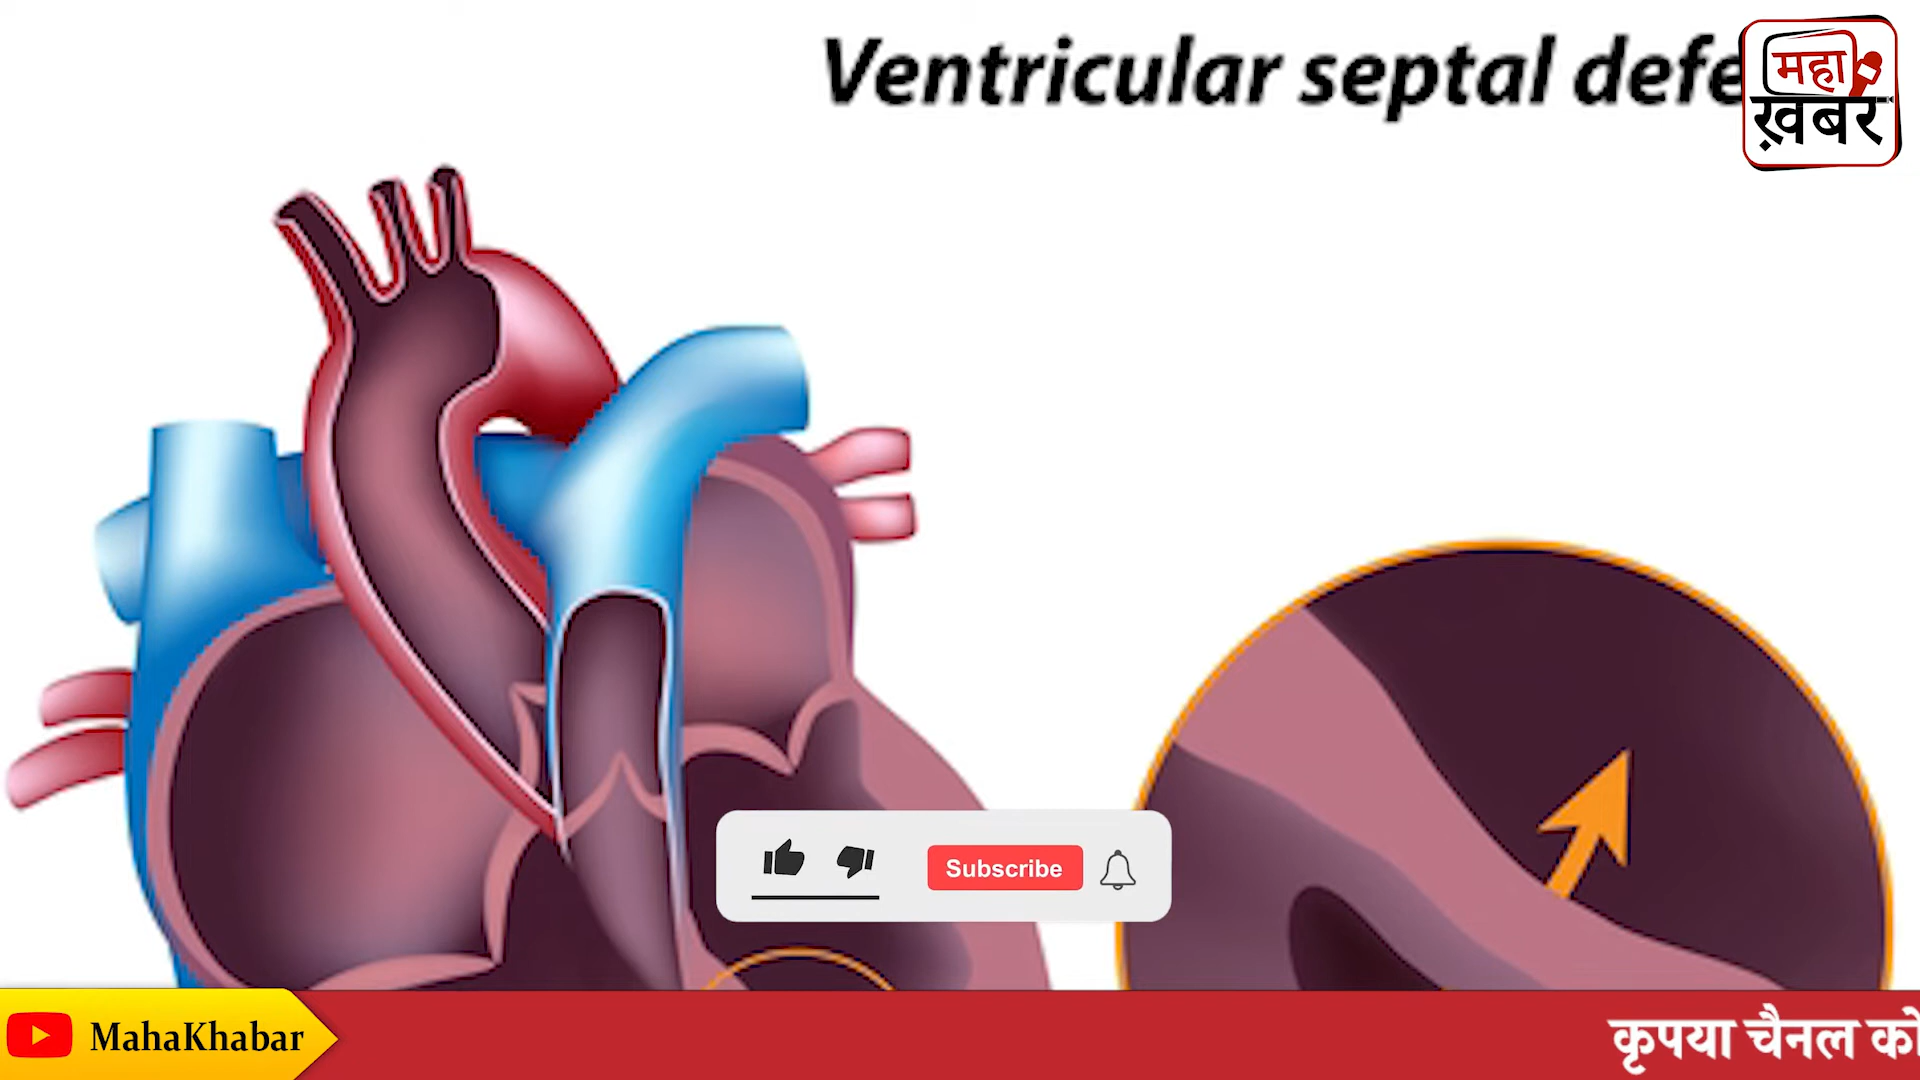 Ventricular septal defe
महा
ख़बर
Subscribe
MahaKhabar
कृपया चैनल को